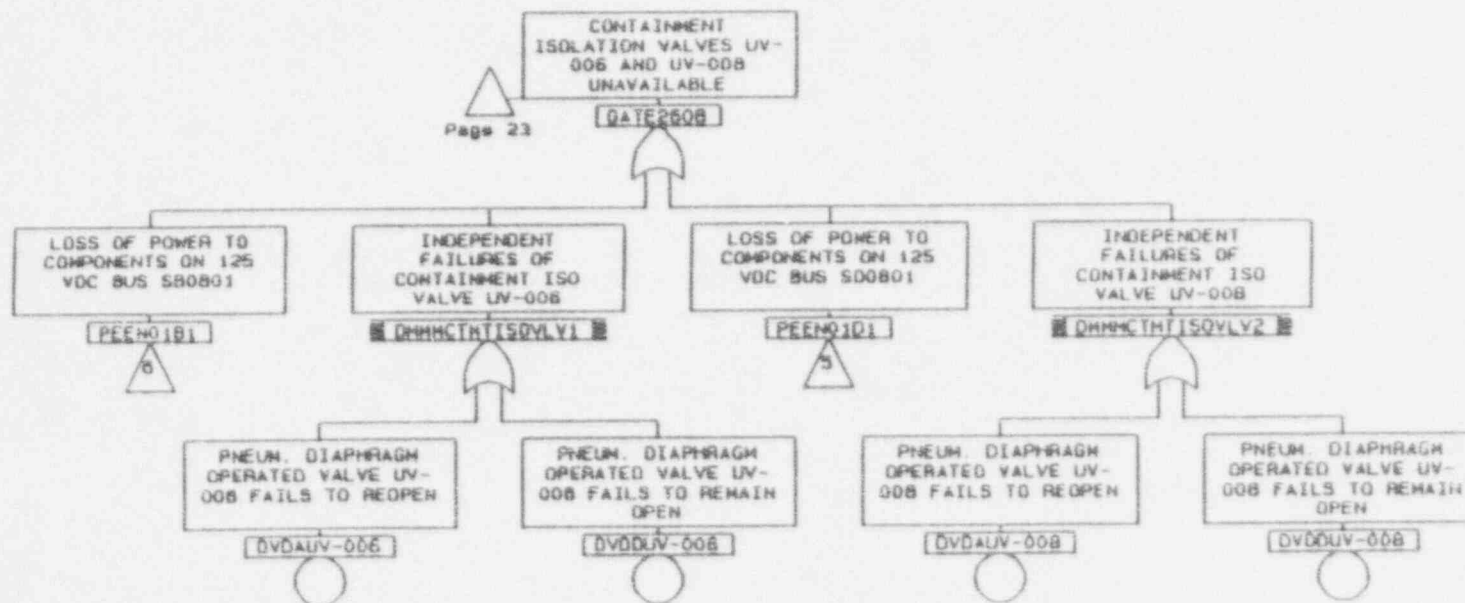 CONTAINMENT
ISOLATION VALVES UV-
006 AND UV-008
UNAVAILABLE
Page 23
GATE2608
LOSS OF POWER TO
COMPONENTS ON 125
VDC BUS SB0801
PEEN01B1
6
INDEPENDENT
FAILURES OF
CONTAINMENT ISO
VALVE UV-006
DMMMCTMTISOVLV1
LOSS OF POWER TO
COMPONENTS ON 125
VDC BUS SD0801
PEEN01D1
5
INDEPENDENT
FAILURES OF
CONTAINMENT ISO
VALVE UV-008
DMMMCTMTISOVLV2
PNEUM. DIAPHRAGM
OPERATED VALVE UV-
006 FAILS TO REOPEN
DVDAUV-006
PNEUM. DIAPHRAGM
OPERATED VALVE UV-
006 FAILS TO REMAIN
OPEN
DVDDUV-006
PNEUM. DIAPHRAGM
OPERATED VALVE UV-
008 FAILS TO REOPEN
DVDAUV-008
PNEUM. DIAPHRAGM
OPERATED VALVE UV-
008 FAILS TO REMAIN
OPEN
DVDDUV-008